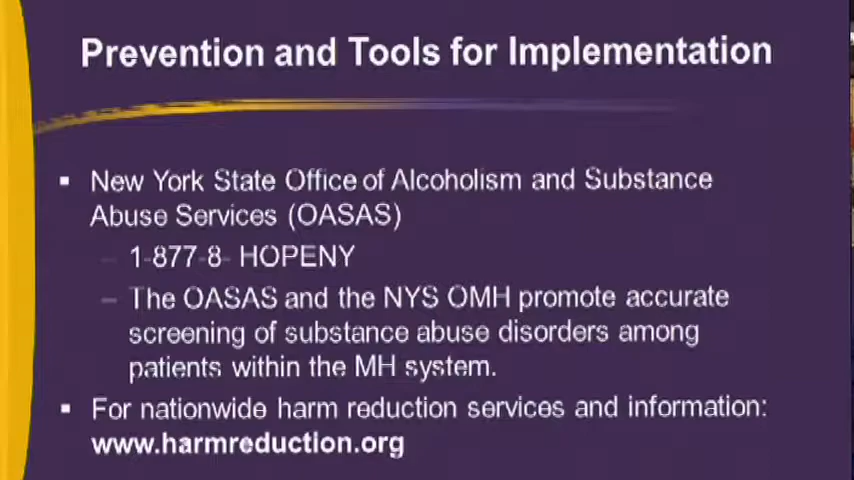 Prevention and Tools for Implementation
▪ New York State Office of Alcoholism and Substance
Abuse Services (OASAS)
– 1-877-8- HOPENY
– The OASAS and the NYS OMH promote accurate
screening of substance abuse disorders among
patients within the MH system.
▪ For nationwide harm reduction services and information:
www.harmreduction.org